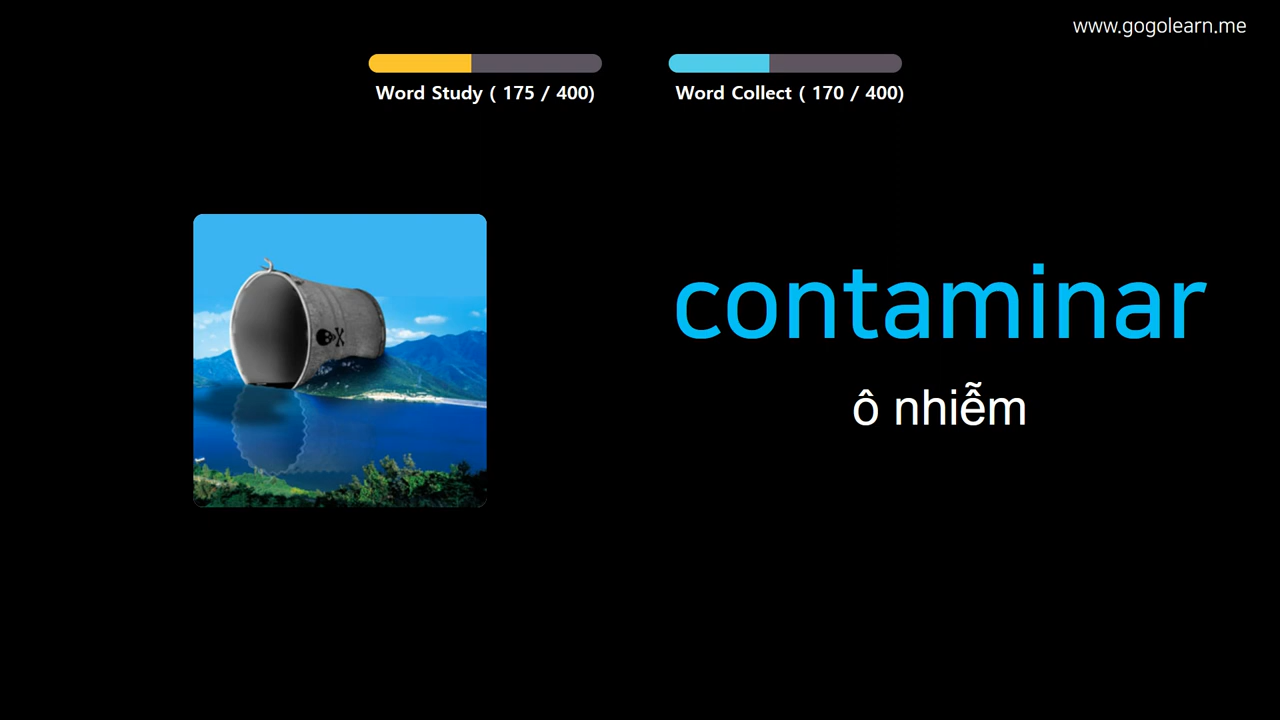 www.gogolearn.me
Word Study ( 175 / 400)
Word Collect ( 170 / 400)
contaminar
ô nhiễm